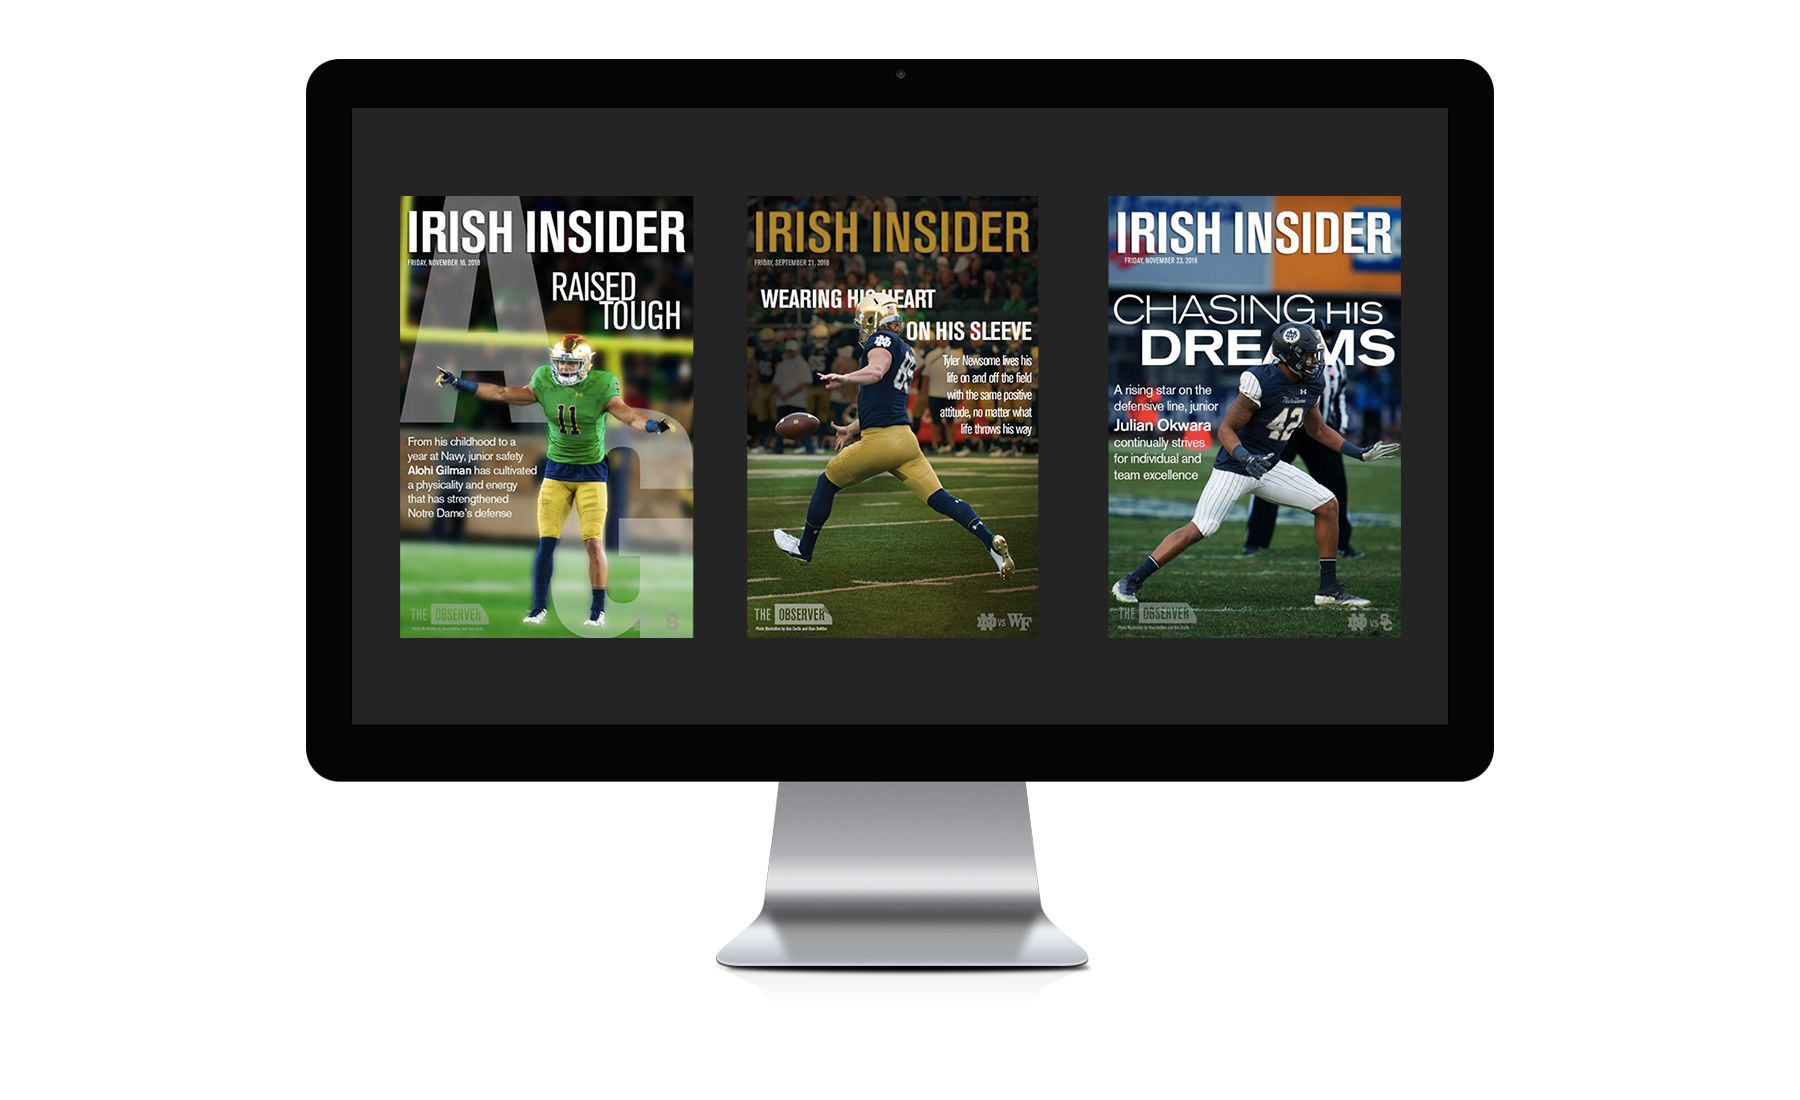 IRISH INSIDER
FRIDAY, NOVEMBER 16, 2018
RAISED
TOUGH
11
From his childhood to a
year at Navy, junior safety
Alohi Gilman has cultivated
a physicality and energy
that has strengthened
Notre Dame's defense
THE OBSERVER
IRISH INSIDER
FRIDAY, SEPTEMBER 21, 2018
WEARING HIS HEART
ON HIS SLEEVE
Tyler Newsome lives his
life on and off the field
with the same positive
attitude, no matter what
life throws his way
85
THE OBSERVER
ND VS WF
IRISH INSIDER
FRIDAY, NOVEMBER 23, 2018
CHASING HIS
DREAMS
A rising star on the
defensive line, junior
Julian Okwara
continually strives
for individual and
team excellence
42
THE OBSERVER
ND VS SC